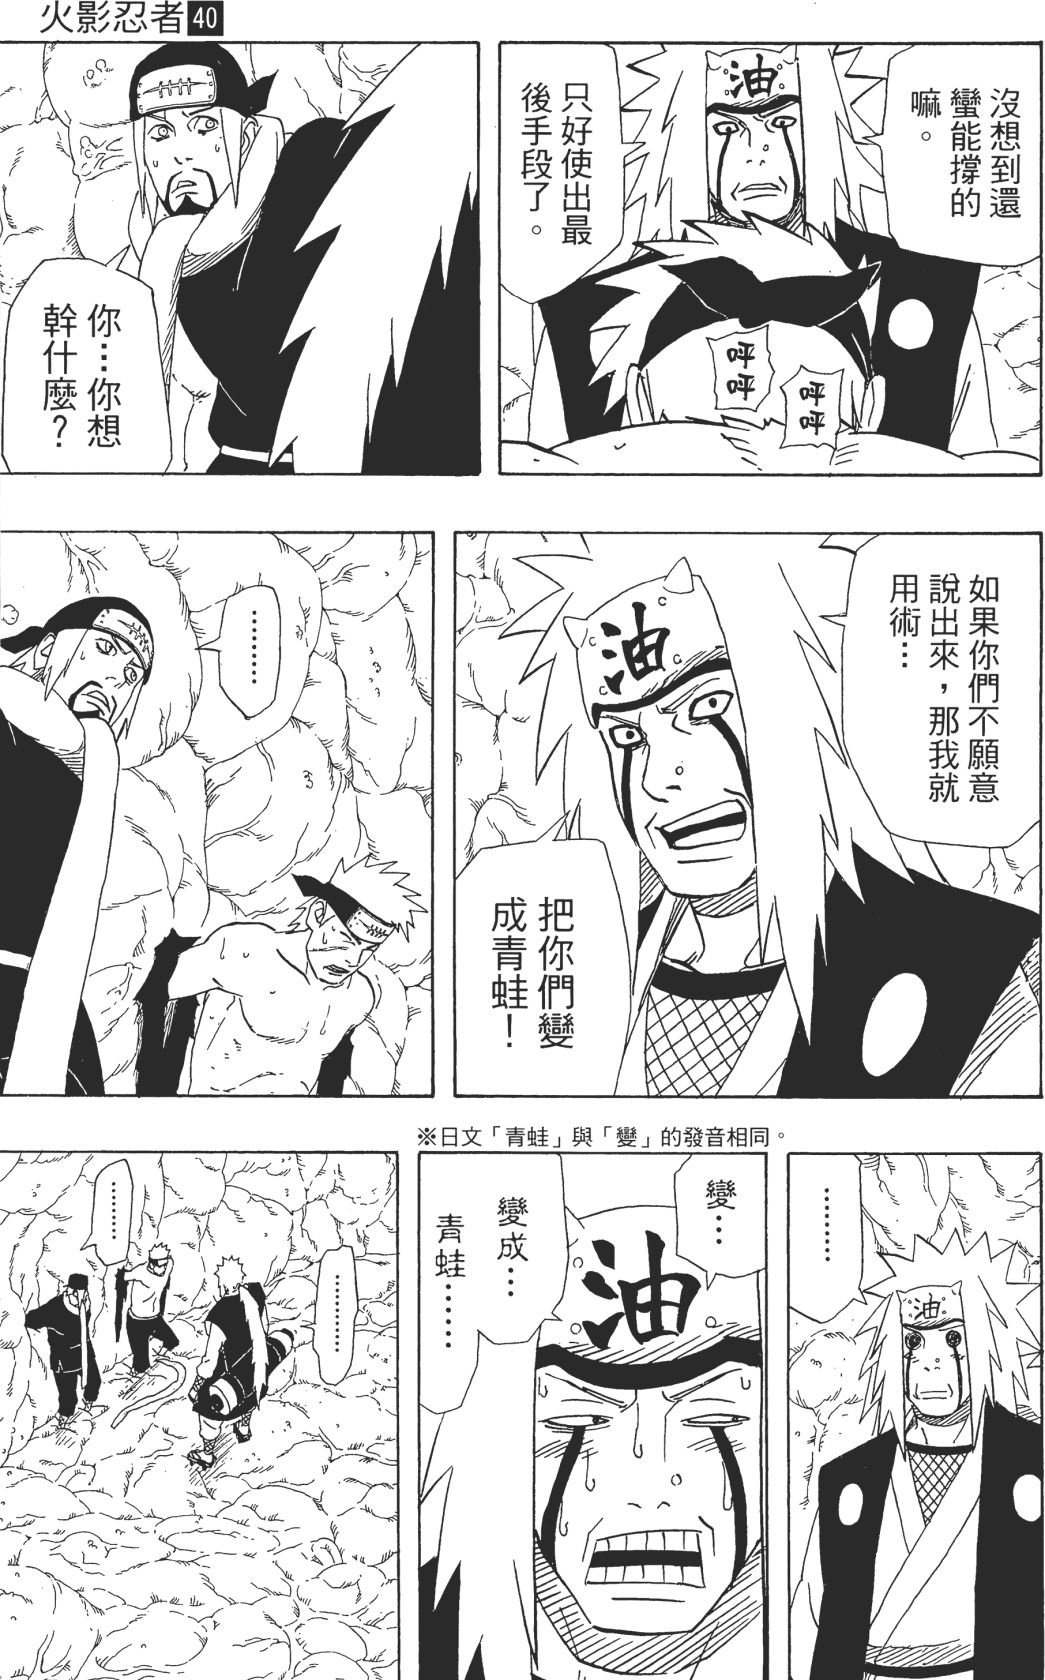 火影忍者40
沒想到還
蠻能撐的
嘛。
油
只好使出最
後手段了。
呼呼
呼呼
你…你想
幹什麼？
如果你們不願意
說出來，那我就
用術…
油
把你們變
成青蛙！
………
※日文「青蛙」與「變」的發音相同。
………
油
變…
油
變成…
青蛙……
………
………